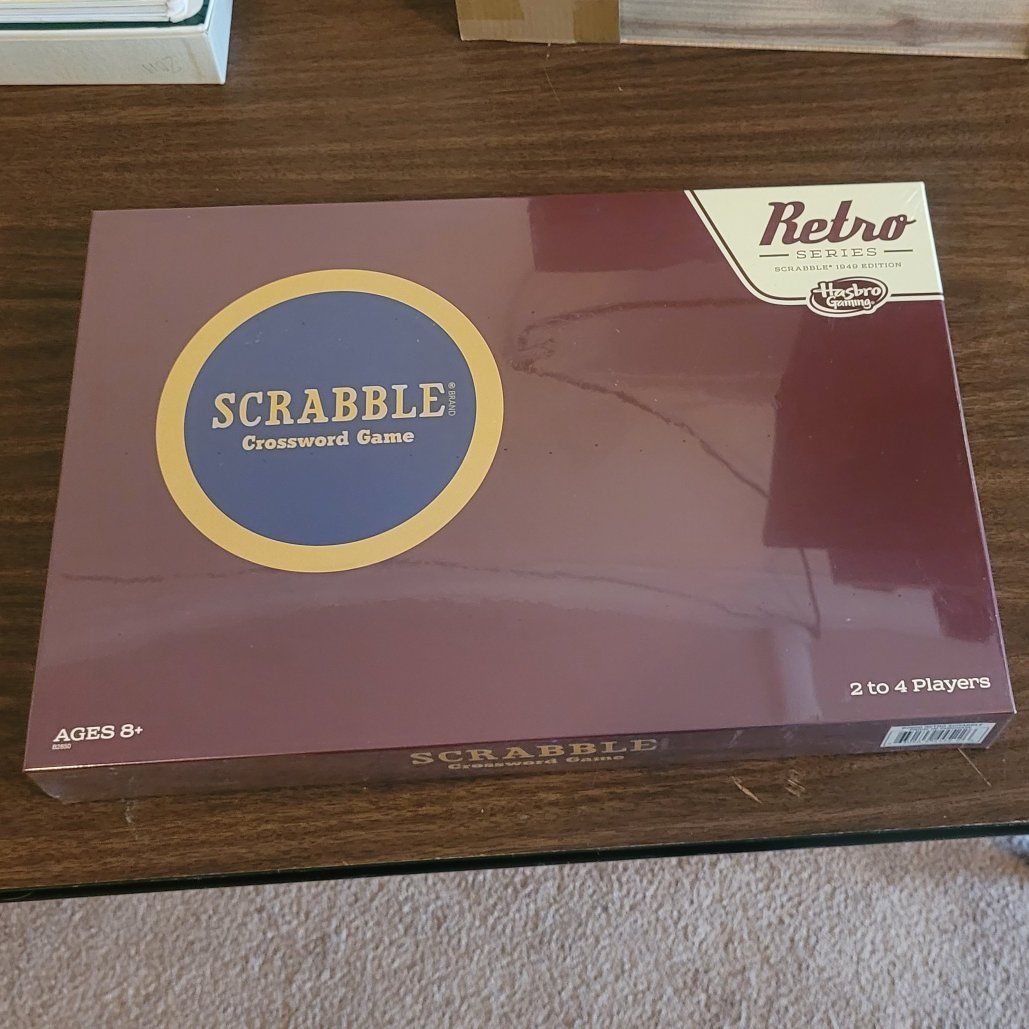 Retro
SERIES
SCRABBLE® 1949 EDITION
Hasbro
Gaming
SCRABBLE® BRAND
Crossword Game
2 to 4 Players
AGES 8+
B2850
SCRABBLE
Crossword Game